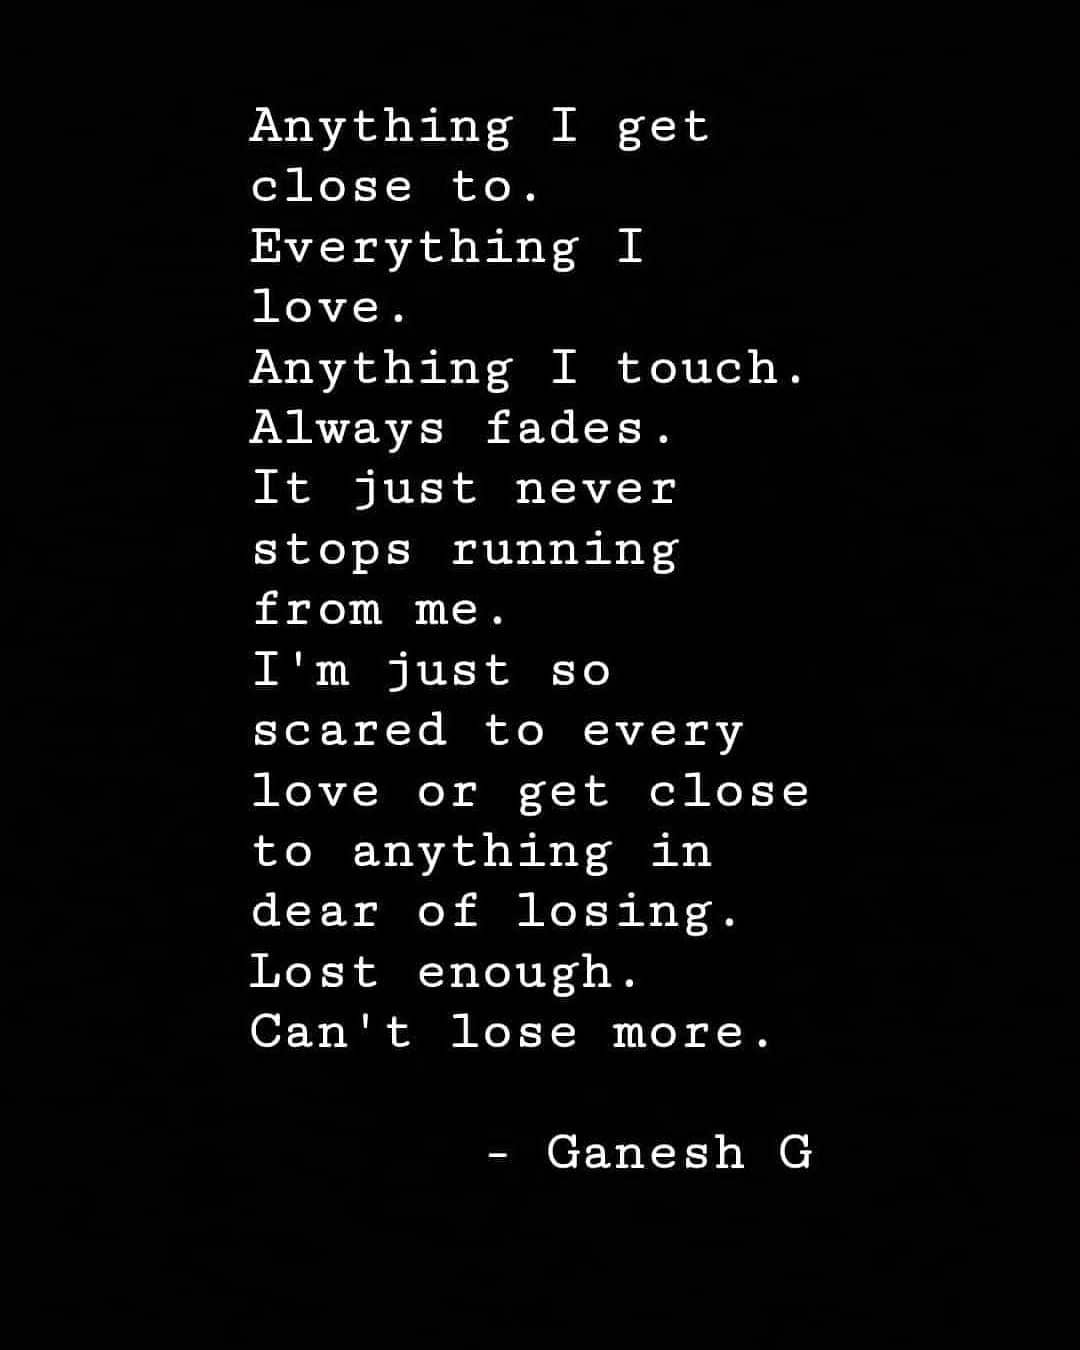 Anything I get
close to.
Everything I
love.
Anything I touch.
Always fades.
It just never
stops running
from me.
I'm just so
scared to every
love or get close
to anything in
dear of losing.
Lost enough.
Can't lose more.
- Ganesh G